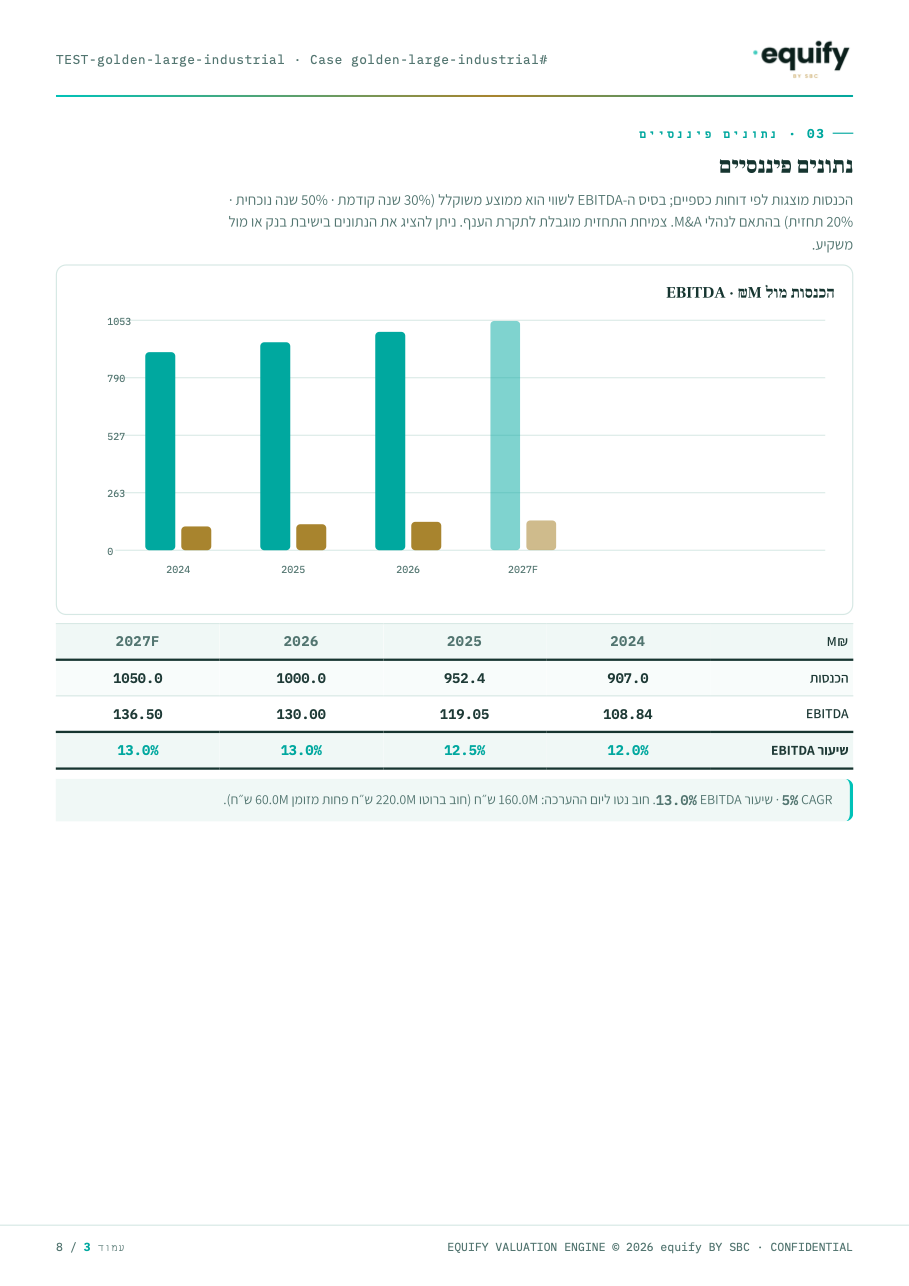 TEST-golden-large-industrial · Case golden-large-industrial#
equify
BY SBC
03 · נתונים פיננסיים
נתונים פיננסיים
הכנסות מוצגות לפי דוחות כספיים; בסיס ה-EBITDA לשווי הוא ממוצע משוקלל (30% שנה קודמת · 50% שנה נוכחית ·
20% תחזית) בהתאם לנהלי M&A. צמיחת התחזית מוגבלת לתקרת הענף. ניתן להציג את הנתונים בישיבת בנק או מול
משקיע.
הכנסות מול EBITDA · ₪M
1053
790
527
263
0
2024 2025 2026 2027F
₪M 2024 2025 2026 2027F
הכנסות 907.0 952.4 1000.0 1050.0
EBITDA 108.84 119.05 130.00 136.50
שיעור EBITDA 12.0% 12.5% 13.0% 13.0%
CAGR 5% · שיעור EBITDA 13.0%. חוב נטו ליום ההערכה: 160.0M ש״ח (חוב ברוטו 220.0M ש״ח פחות מזומן 60.0M ש״ח).
EQUIFY VALUATION ENGINE © 2026 equify BY SBC · CONFIDENTIAL
עמוד 3 / 8